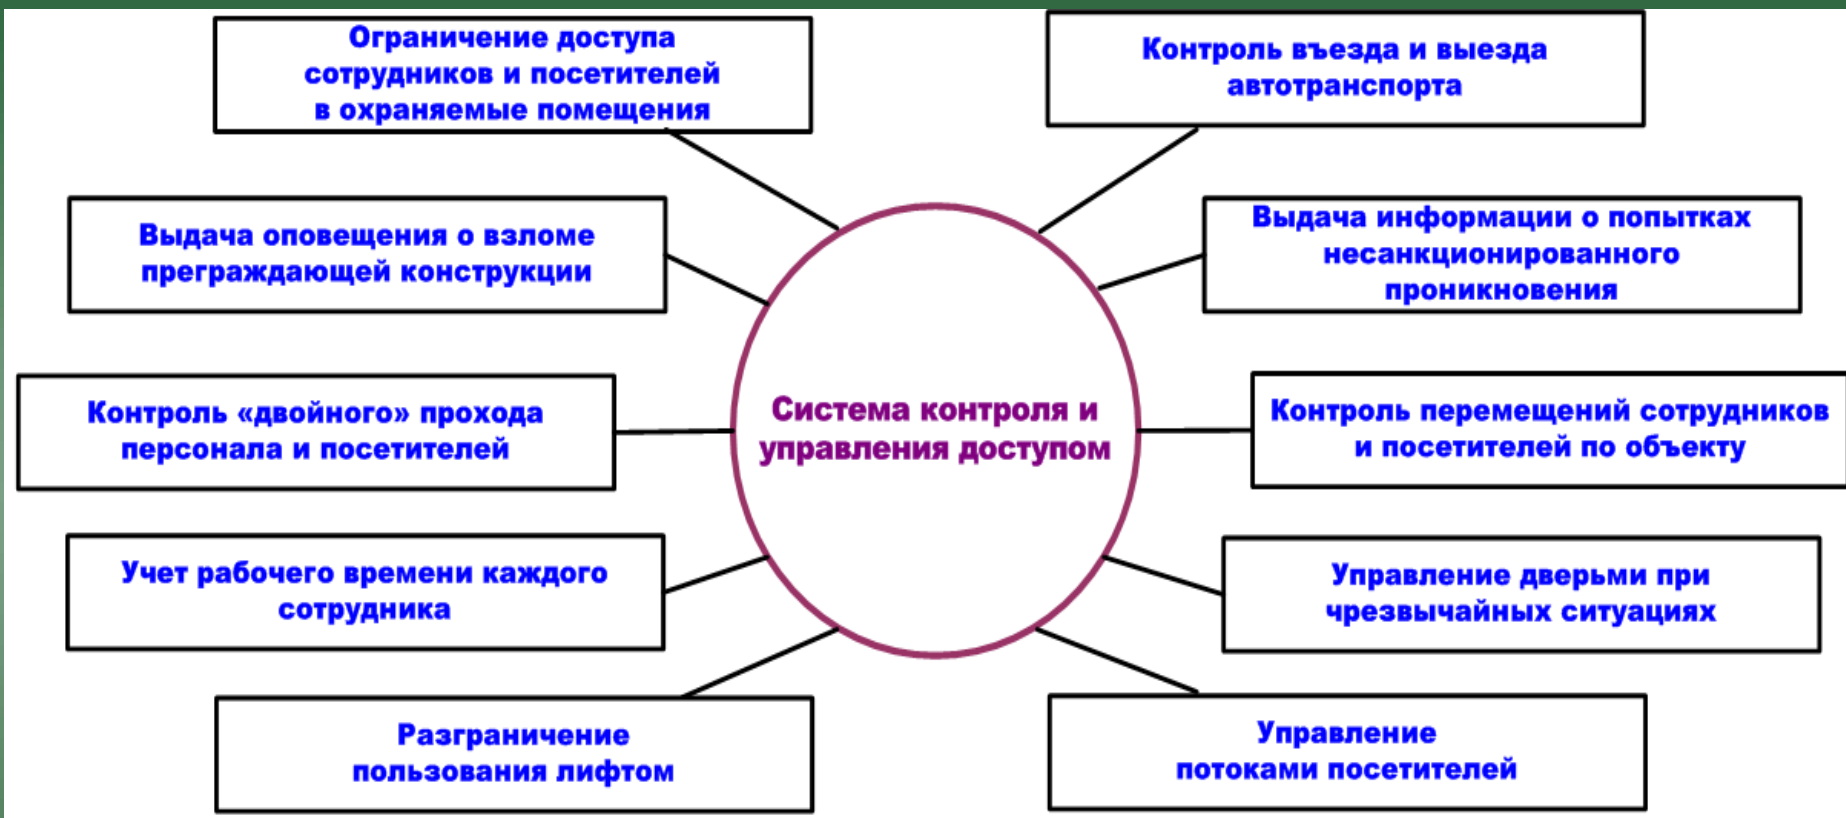 Ограничение доступа
сотрудников и посетителей
в охраняемые помещения
Контроль въезда и выезда
автотранспорта
Выдача оповещения о взломе
преграждающей конструкции
Выдача информации о попытках
несанкционированного
проникновения
Контроль «двойного» прохода
персонала и посетителей
Система контроля и
управления доступом
Контроль перемещений сотрудников
и посетителей по объекту
Учет рабочего времени каждого
сотрудника
Управление дверьми при
чрезвычайных ситуациях
Разграничение
пользования лифтом
Управление
потоками посетителей